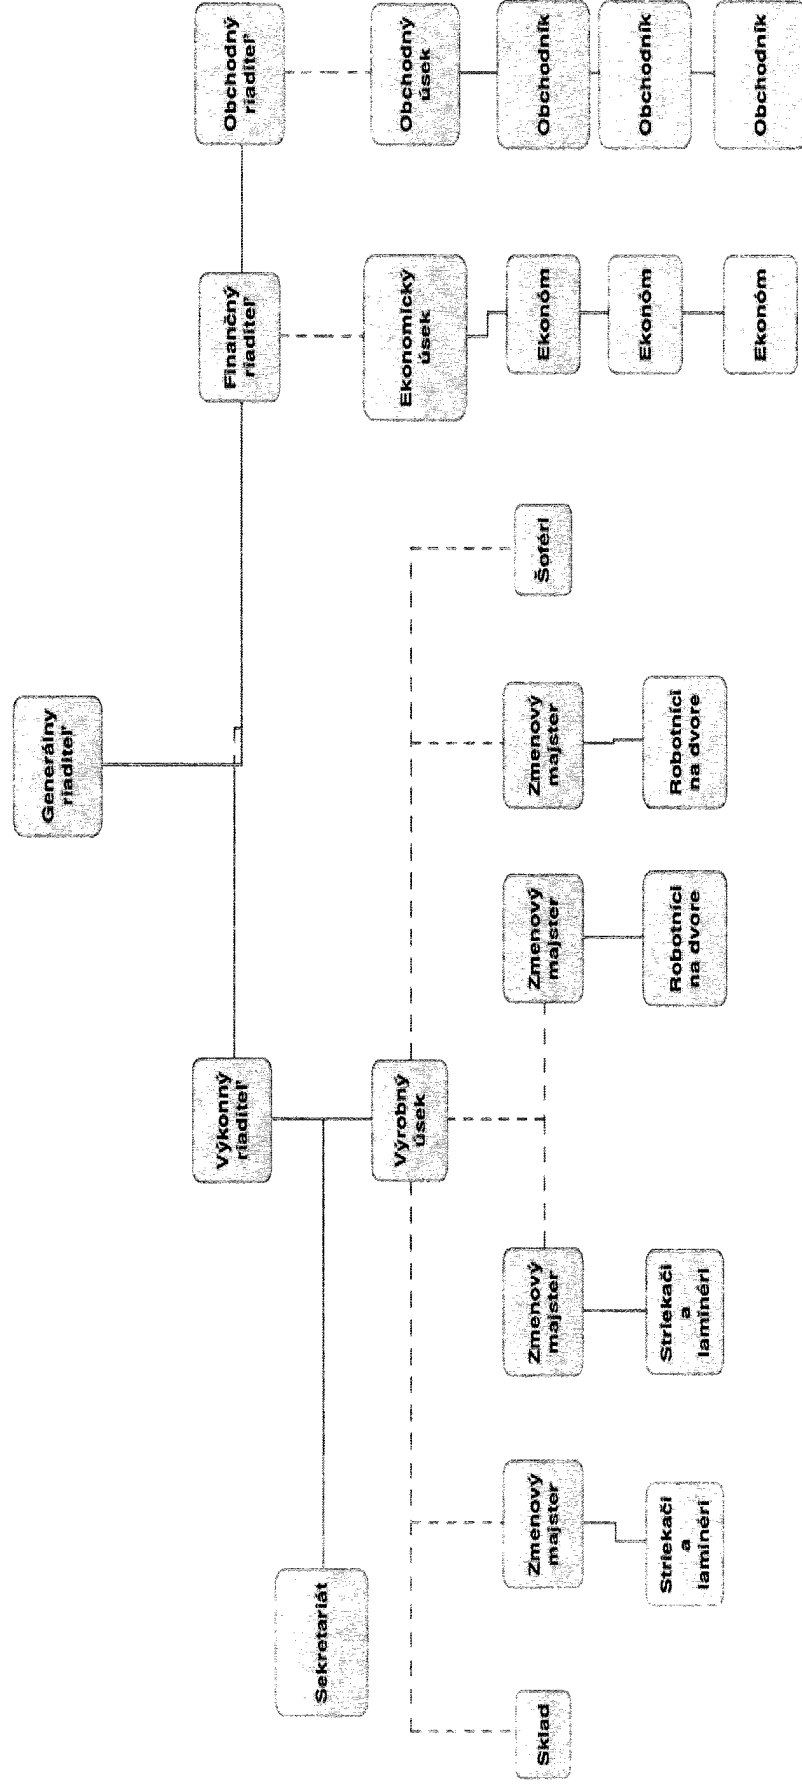 Generálny
riaditeľ
Výkonný
riaditeľ
Finančný
riaditeľ
Obchodný
riaditeľ
Sekretariát
Výrobný
úsek
Ekonomický
úsek
Obchodný
úsek
Sklad
Zmenový
majster
Zmenový
majster
Zmenový
majster
Zmenový
majster
Šoféri
Ekonóm
Obchodník
Striekači
a
laminéri
Striekači
a
laminéri
Robotníci
na dvore
Robotníci
na dvore
Ekonóm
Obchodník
Ekonóm
Obchodník